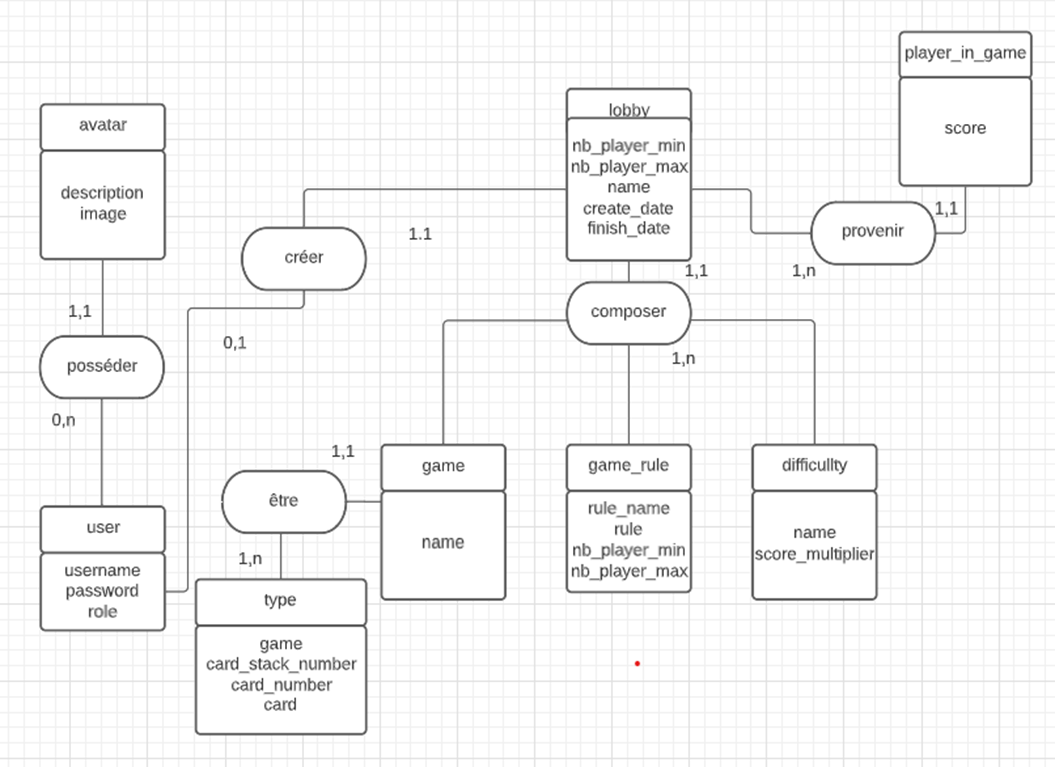 player_in_game
score
avatar
description
image
lobby
nb_player_min
nb_player_max
name
create_date
finish_date
1,1
provenir
1,n
1.1
créer
1,1
composer
1,n
0,1
1,1
posséder
0,n
user
username
password
role
1,1
être
1,n
type
game
card_stack_number
card_number
card
game
name
game_rule
rule_name
rule
nb_player_min
nb_player_max
difficullty
name
score_multiplier